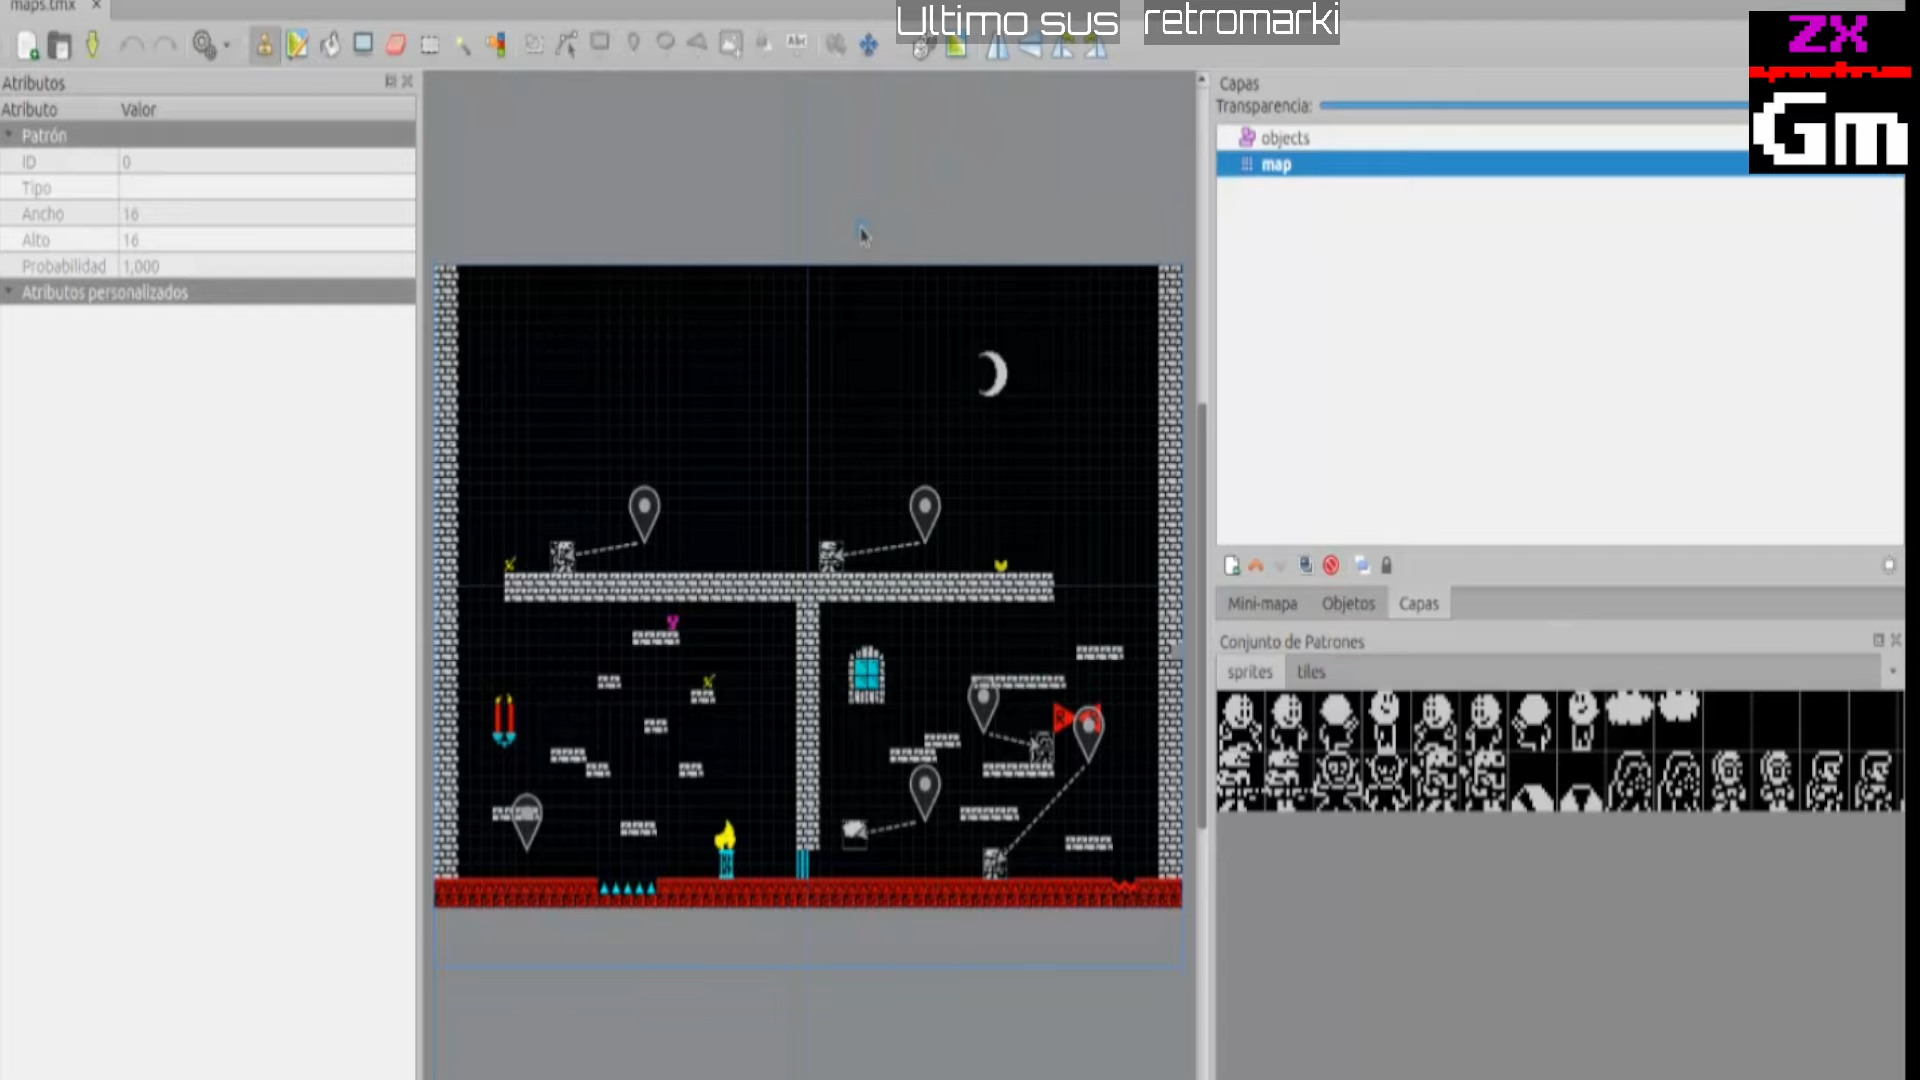 maps.tmx
Ultimo sus retromarki
ZX
Gm
Abc
Atributos
Atributo Valor
Patrón
ID 0
Tipo
Ancho 16
Alto 16
Probabilidad 1,000
Atributos personalizados
Capas
Transparencia:
objects
map
Mini-mapa Objetos Capas
Conjunto de Patrones
sprites tiles